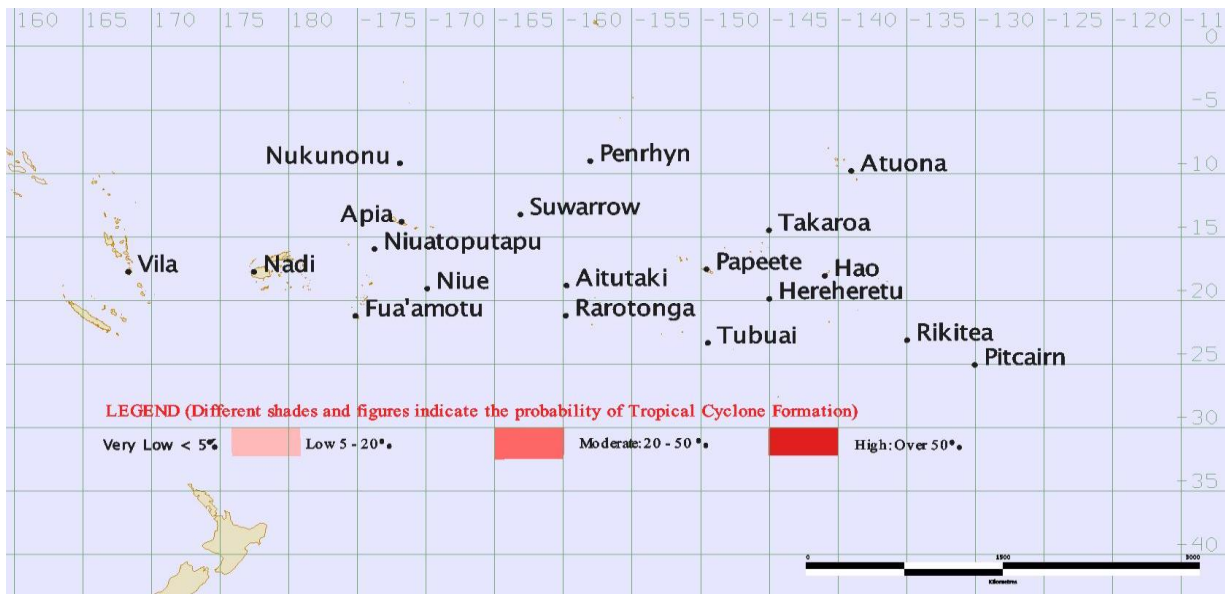 160 165 170 175 180 -175 -170 -165 -160 -155 -150 -145 -140 -135 -130 -125 -120 -11
0
-5
Nukunonu
Penrhyn
Atuona
-10
Apia
Suwarrow
Takaroa
-15
Niuatoputapu
Vila
Nadi
Niue
Aitutaki
Papeete
Hao
Hereheretu
-20
Fua'amotu
Rarotonga
Tubuai
Rikitea
Pitcairn
-25
LEGEND (Different shades and figures indicate the probability of Tropical Cyclone Formation)
-30
Very Low < 5% Low 5 - 20% Moderate:20 - 50 % High: Over 50%
-35
-40
0 1500 3000
Kilometres